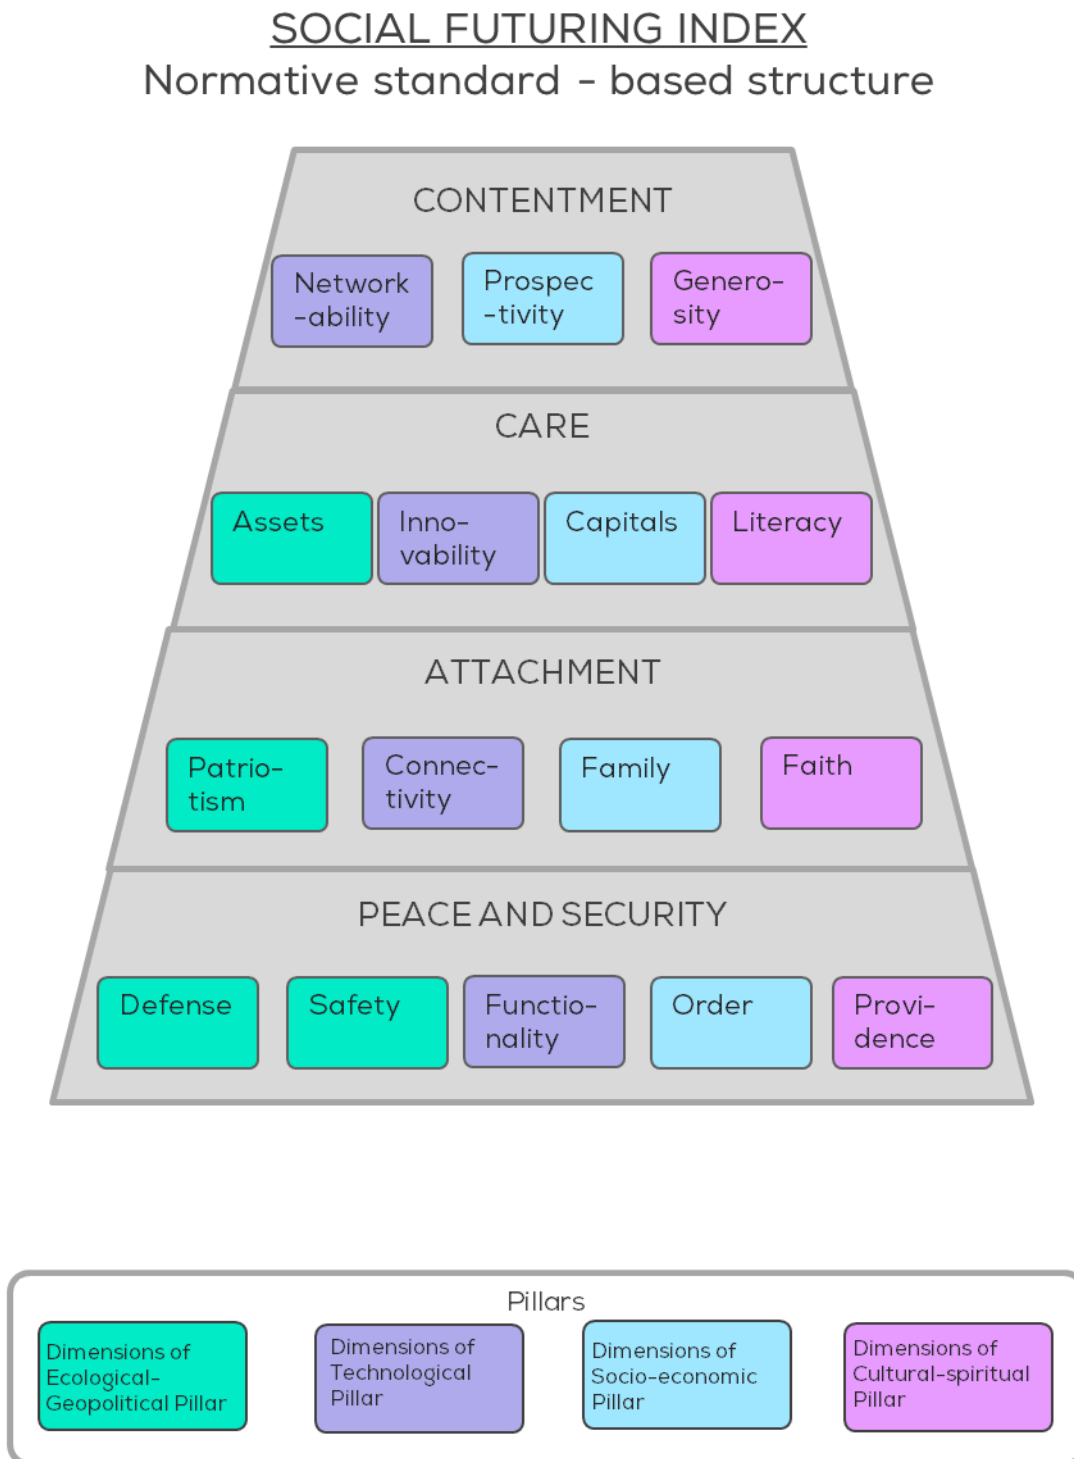 SOCIAL FUTURING INDEX
Normative standard - based structure
CONTENTMENT
Network
-ability
Prospec
-tivity
Genero-
sity
CARE
Assets
Inno-
vability
Capitals
Literacy
ATTACHMENT
Patrio-
tism
Connec-
tivity
Family
Faith
PEACE AND SECURITY
Defense
Safety
Functio-
nality
Order
Provi-
dence
Pillars
Dimensions of
Ecological-
Geopolitical Pillar
Dimensions of
Technological
Pillar
Dimensions of
Socio-economic
Pillar
Dimensions of
Cultural-spiritual
Pillar